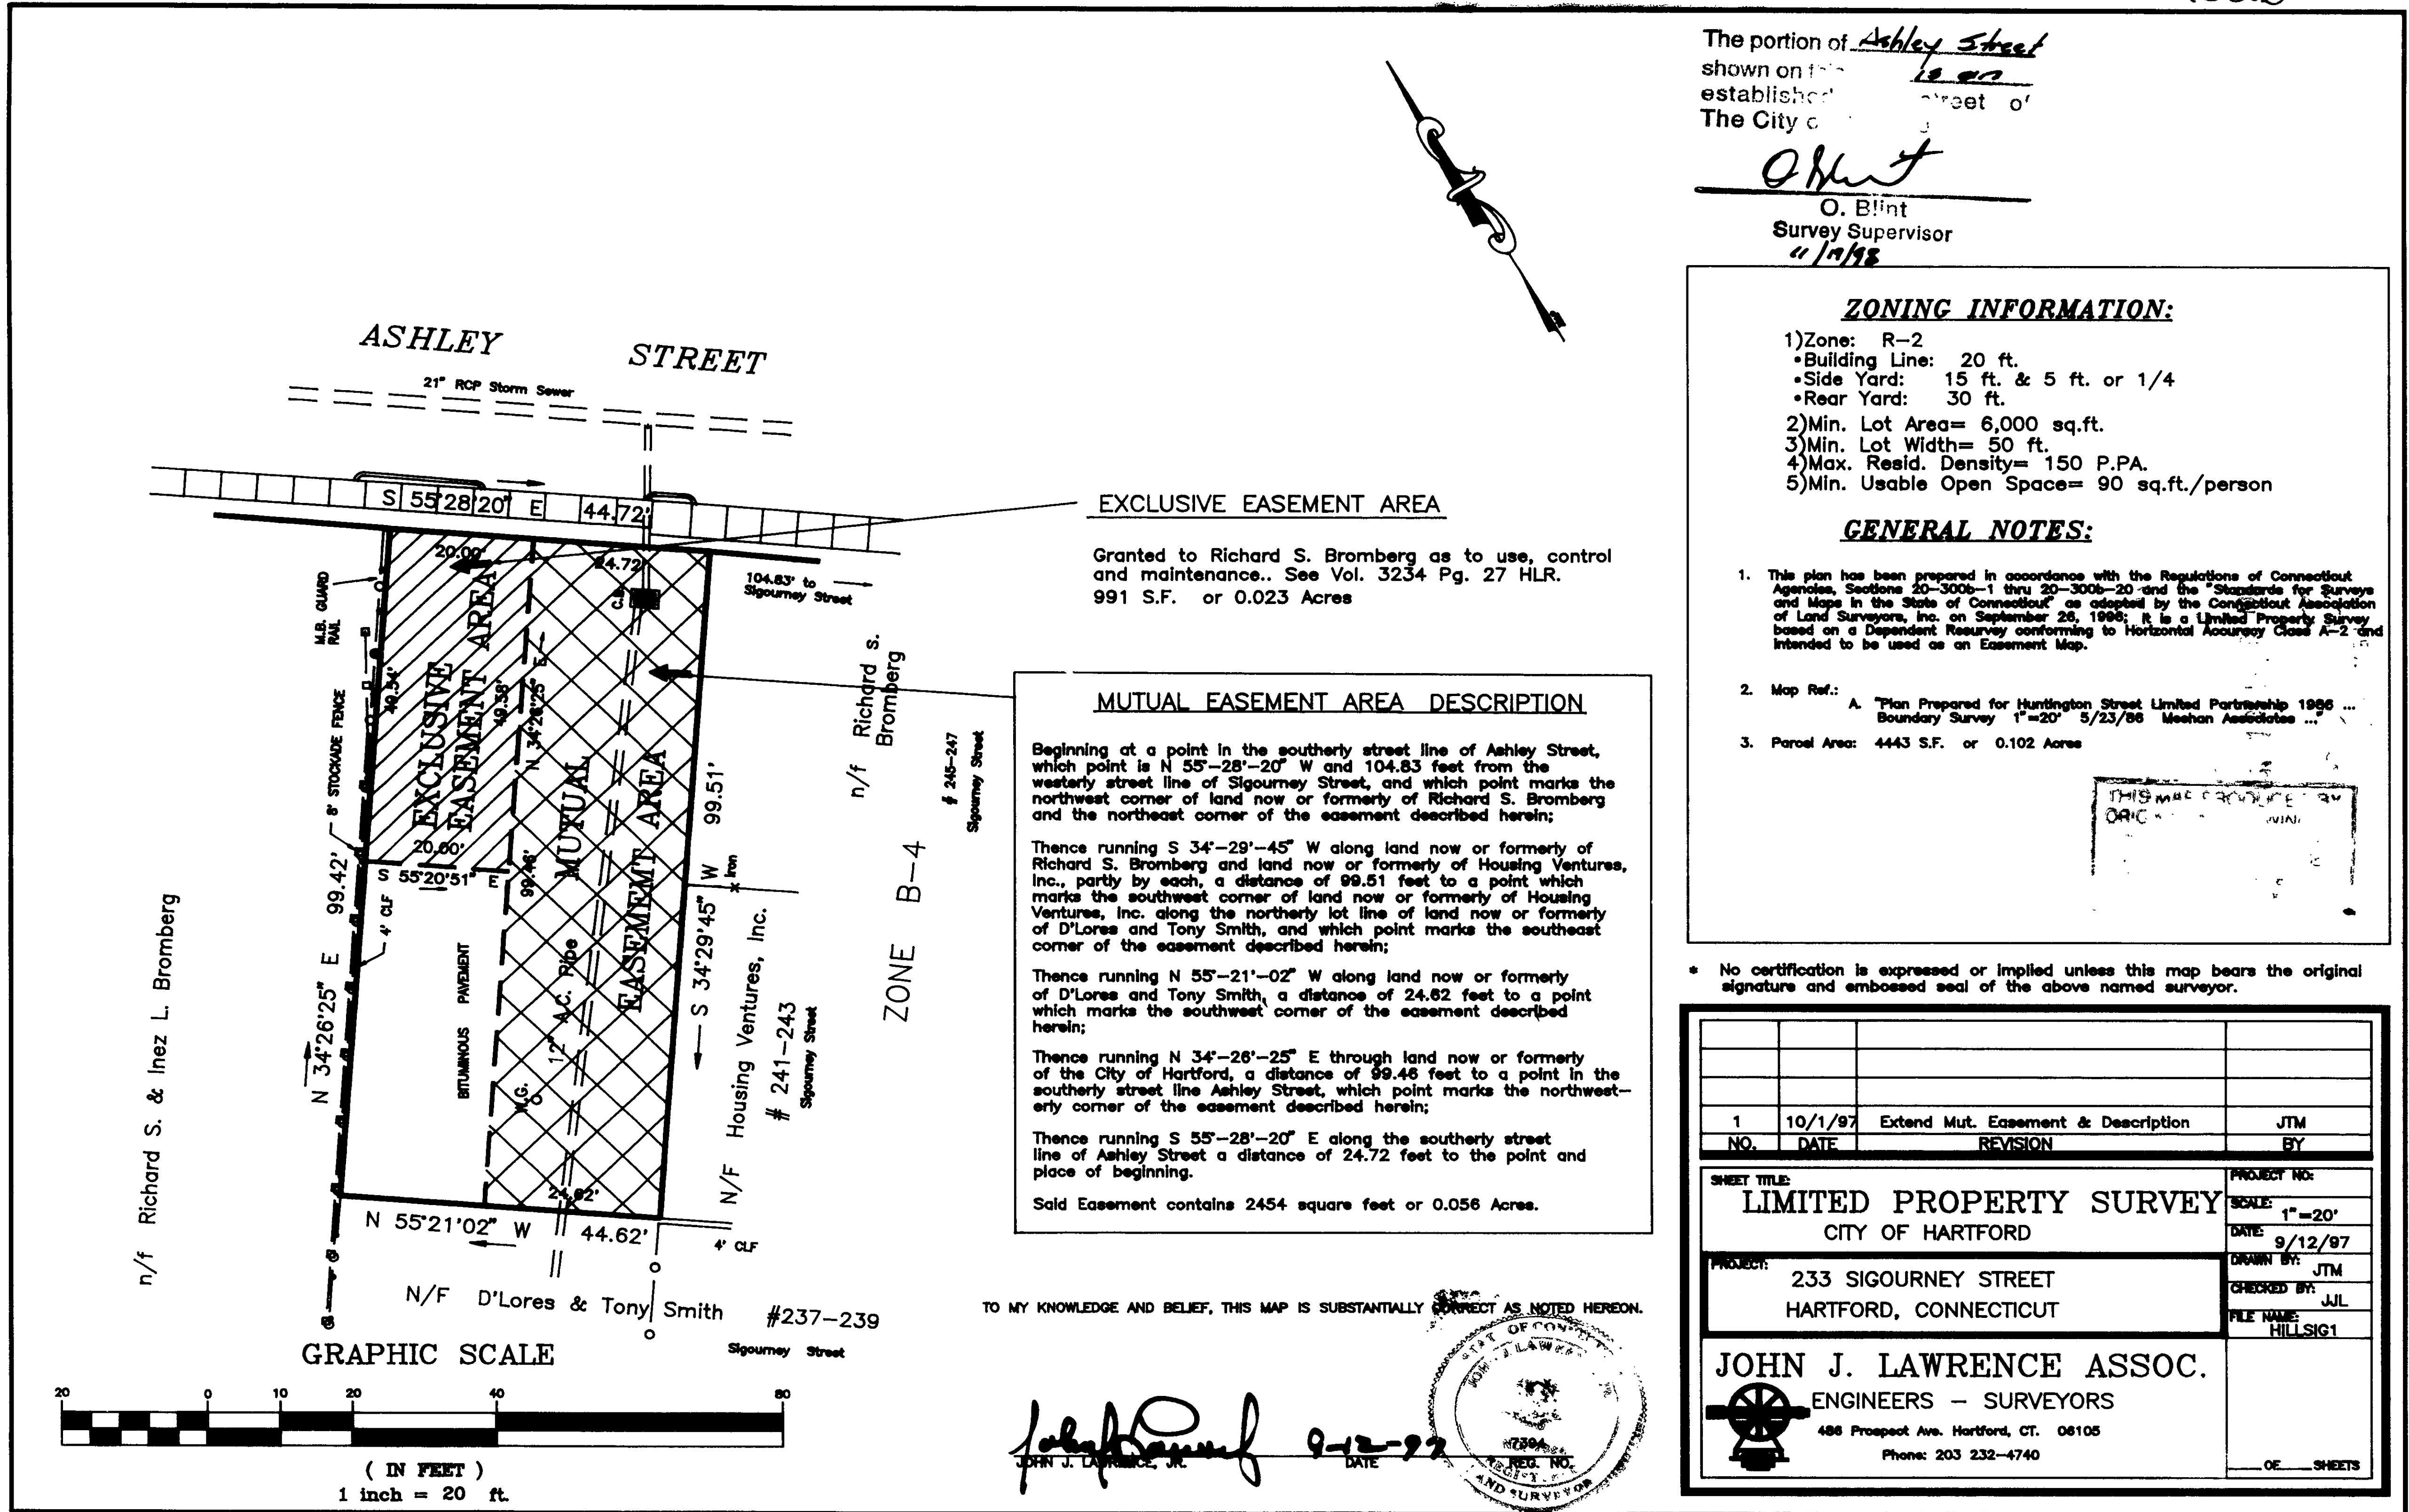 The portion of Ashley Street
shown on is an
established street of
The City
O. Blint
Survey Supervisor
ZONING INFORMATION:
1)Zone: R-2
•Building Line: 20 ft.
•Side Yard: 15 ft. & 5 ft. or 1/4
•Rear Yard: 30 ft.
2)Min. Lot Area= 6,000 sq.ft.
3)Min. Lot Width= 50 ft.
4)Max. Resid. Density= 150 P.PA.
5)Min. Usable Open Space= 90 sq.ft./person
GENERAL NOTES:
1. This plan has been prepared in accordance with the Regulations of Connecticut
Agencies, Sections 20-300b-1 thru 20-300b-20 and the "Standards for Surveys
and Maps in the State of Connecticut" as adopted by the Connecticut Association
of Land Surveyors, Inc. on September 26, 1996; It is a Limited Property Survey
based on a Dependent Resurvey conforming to Horizontal Accuracy Class A-2 and
intended to be used as an Easement Map.
2. Map Ref.:
A. "Plan Prepared for Huntington Street Limited Partnership 1986 ...
Boundary Survey 1"=20' 5/23/86 Meehan Associates ..."
3. Parcel Area: 4443 S.F. or 0.102 Acres
THIS MAP
* No certification is expressed or implied unless this map bears the original
signature and embossed seal of the above named surveyor.
1 10/1/97 Extend Mut. Easement & Description JTM
NO. DATE REVISION BY
SHEET TITLE:
LIMITED PROPERTY SURVEY
CITY OF HARTFORD
PROJECT:
233 SIGOURNEY STREET
HARTFORD, CONNECTICUT
PROJECT NO:
SCALE: 1"=20'
DATE: 9/12/97
DRAWN BY: JTM
CHECKED BY: JJL
FILE NAME: HILLSIG1
JOHN J. LAWRENCE ASSOC.
ENGINEERS – SURVEYORS
486 Prospect Ave. Hartford, CT. 06105
Phone: 203 232-4740
OF SHEETS
ASHLEY STREET
21" RCP Storm Sewer
S 55°28'20" E 44.72'
20.00'
24.72'
C.B.
104.83' to
Sigourney Street
M.B. GUARD
RAIL
49.54'
8' STOCKADE FENCE
EXCLUSIVE
EASEMENT AREA
49.58'
N 34°26'25" E
MUTUAL
EASEMENT AREA
20.00'
S 55°20'51" E
99.46'
4' CLF
N 34°26'25" E 99.42'
BITUMINOUS PAVEMENT
W.G.
12" A.C. Pipe
24.62'
S 34°29'45" W 99.51'
Iron
N 55°21'02" W 44.62'
4' CLF
n/f Richard S. & Inez L. Bromberg
n/f Richard s.
Bromberg
# 245-247
Sigourney Street
ZONE B-4
N/F Housing Ventures, Inc.
# 241-243
Sigourney Street
N/F D'Lores & Tony Smith #237-239
Sigourney Street
EXCLUSIVE EASEMENT AREA
Granted to Richard S. Bromberg as to use, control
and maintenance.. See Vol. 3234 Pg. 27 HLR.
991 S.F. or 0.023 Acres
MUTUAL EASEMENT AREA DESCRIPTION
Beginning at a point in the southerly street line of Ashley Street,
which point is N 55°-28'-20" W and 104.83 feet from the
westerly street line of Sigourney Street, and which point marks the
northwest corner of land now or formerly of Richard S. Bromberg
and the northeast corner of the easement described herein;
Thence running S 34°-29'-45" W along land now or formerly of
Richard S. Bromberg and land now or formerly of Housing Ventures,
Inc., partly by each, a distance of 99.51 feet to a point which
marks the southwest corner of land now or formerly of Housing
Ventures, Inc. along the northerly lot line of land now or formerly
of D'Lores and Tony Smith, and which point marks the southeast
corner of the easement described herein;
Thence running N 55°-21'-02" W along land now or formerly
of D'Lores and Tony Smith, a distance of 24.62 feet to a point
which marks the southwest corner of the easement described
herein;
Thence running N 34°-26'-25" E through land now or formerly
of the City of Hartford, a distance of 99.46 feet to a point in the
southerly street line Ashley Street, which point marks the northwest-
erly corner of the easement described herein;
Thence running S 55°-28'-20" E along the southerly street
line of Ashley Street a distance of 24.72 feet to the point and
place of beginning.
Said Easement contains 2454 square feet or 0.056 Acres.
TO MY KNOWLEDGE AND BELIEF, THIS MAP IS SUBSTANTIALLY CORRECT AS NOTED HEREON.
9-12-97
7394
JOHN J. LAWRENCE, JR. DATE REG. NO.
GRAPHIC SCALE
20 0 10 20 40 80
( IN FEET )
1 inch = 20 ft.